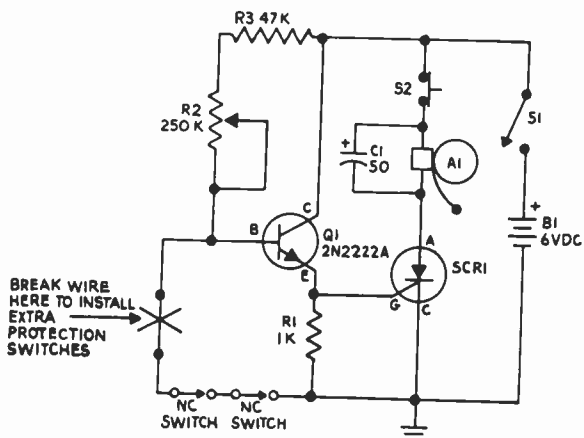 R3 47K
R2
250K
S2
S1
+
C1
50
A1
+
B1
6VDC
B
C
Q1
2N2222A
E
A
SCR1
G
C
R1
1K
BREAK WIRE
HERE TO INSTALL
EXTRA
PROTECTION
SWITCHES
NC
SWITCH
NC
SWITCH